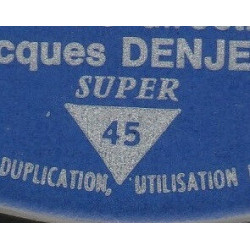 cques DENJE
SUPER
45
DUPLICATION, UTILISATION